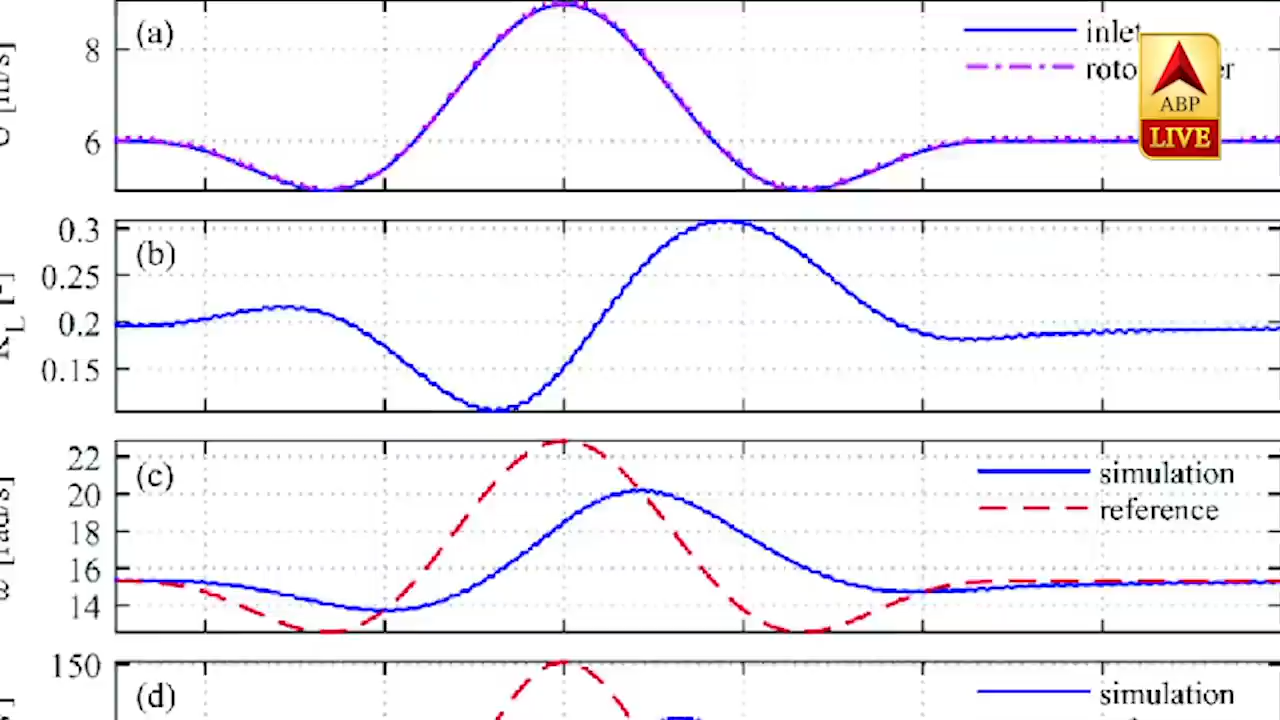 (a)
inlet
8
6
ABP
LIVE
(b)
0.3
0.25
0.2
0.15
(c)
simulation
reference
22
20
18
16
14
ω [rad/s]
150
(d)
simulation